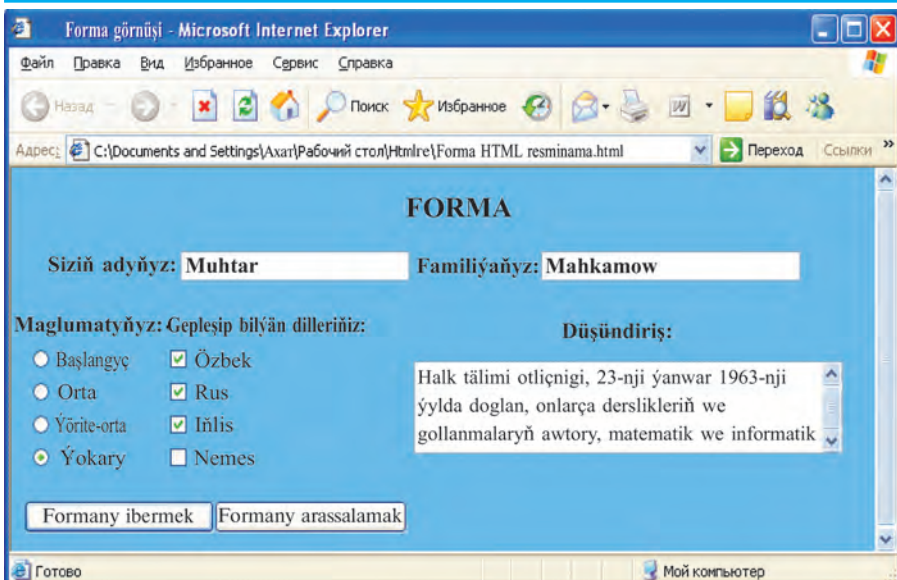 Forma görnüşi - Microsoft Internet Explorer
Файл Правка Вид Избранное Сервис Справка
Назад Поиск Избранное
Адрес: C:\Documents and Settings\Ахат\Рабочий стол\Htmlre\Forma HTML resminama.html Переход Ссылки »
FORMA
Siziň adyňyz: Muhtar Familiýaňyz: Mahkamow
Maglumatyňyz: Gepleşip bilýän dilleriňiz: Düşündiriş:
Başlangyç Özbek
Orta Rus
Ýörite-orta Iňlis
Ýokary Nemes
Halk tälimi otliçnigi, 23-nji ýanwar 1963-nji
ýylda doglan, onlarça derslikleriň we
gollanmalaryň awtory, matematik we informatik
Formany ibermek Formany arassalamak
Готово Мой компьютер